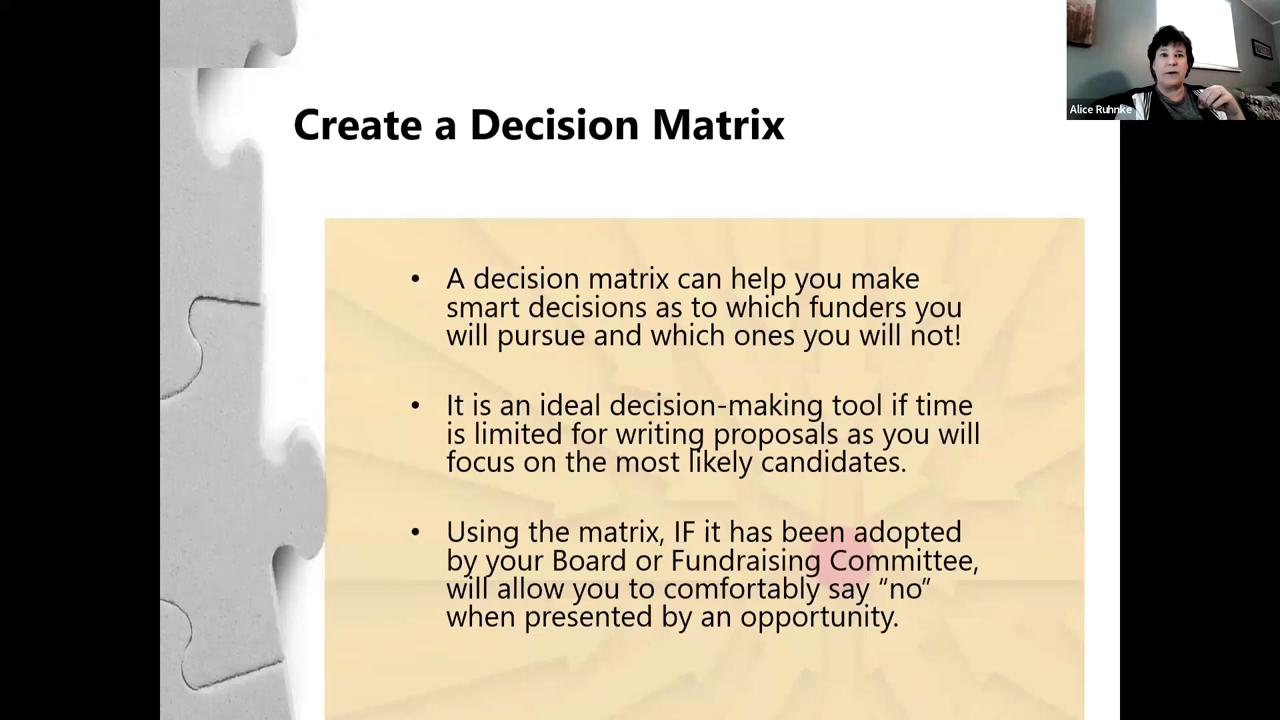 Create a Decision Matrix
Alice Ruhnke
• A decision matrix can help you make
smart decisions as to which funders you
will pursue and which ones you will not!
• It is an ideal decision-making tool if time
is limited for writing proposals as you will
focus on the most likely candidates.
• Using the matrix, IF it has been adopted
by your Board or Fundraising Committee,
will allow you to comfortably say “no”
when presented by an opportunity.